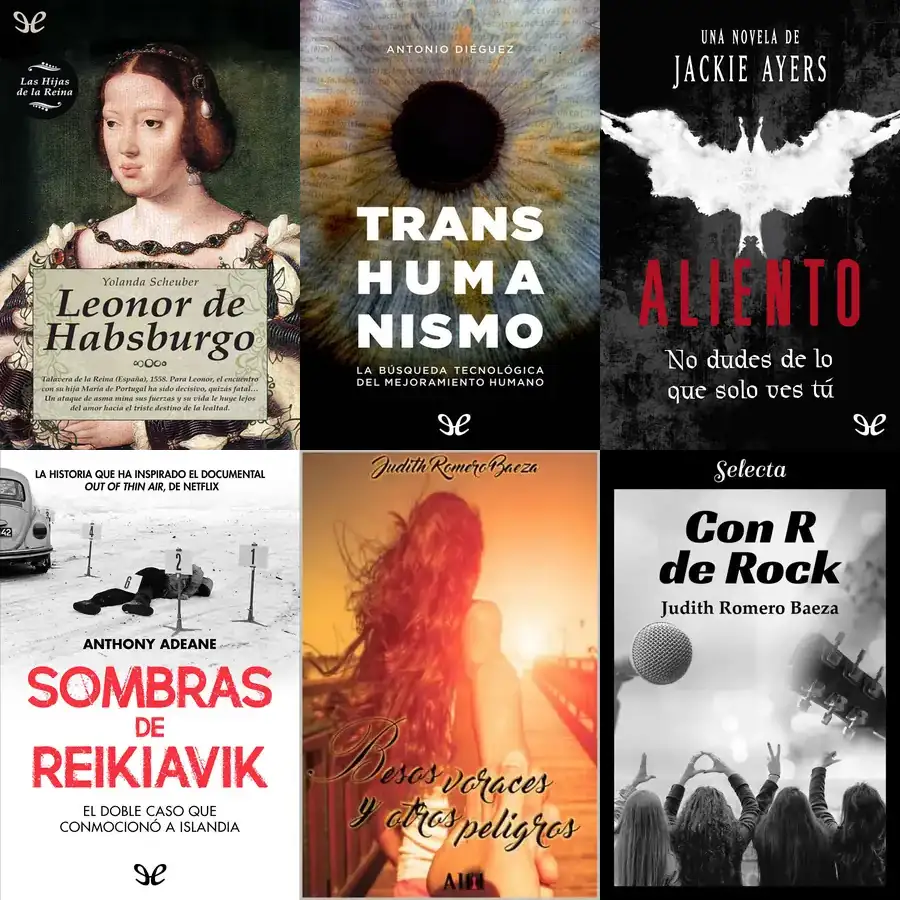 Las Hijas
de la Reina
Yolanda Scheuber
Leonor de
Habsburgo
Talavera de la Reina (España), 1558. Para Leonor, el encuentro
con su hija María de Portugal ha sido decisivo, quizás fatal...
Un ataque de asma mina sus fuerzas y su vida le huye lejos
del amor hacia el triste destino de la lealtad.
ANTONIO DIÉGUEZ
TRANS
HUMA
NISMO
LA BÚSQUEDA TECNOLÓGICA
DEL MEJORAMIENTO HUMANO
UNA NOVELA DE
JACKIE AYERS
ALIENTO
No dudes de lo
que solo ves tú
LA HISTORIA QUE HA INSPIRADO EL DOCUMENTAL
OUT OF THIN AIR, DE NETFLIX
42
4
2
1
6
ANTHONY ADEANE
SOMBRAS
DE
REIKIAVIK
EL DOBLE CASO QUE
CONMOCIONÓ A ISLANDIA
Judith Romero Baeza
Besos voraces
y otros peligros
Selecta
Con R
de Rock
Judith Romero Baeza